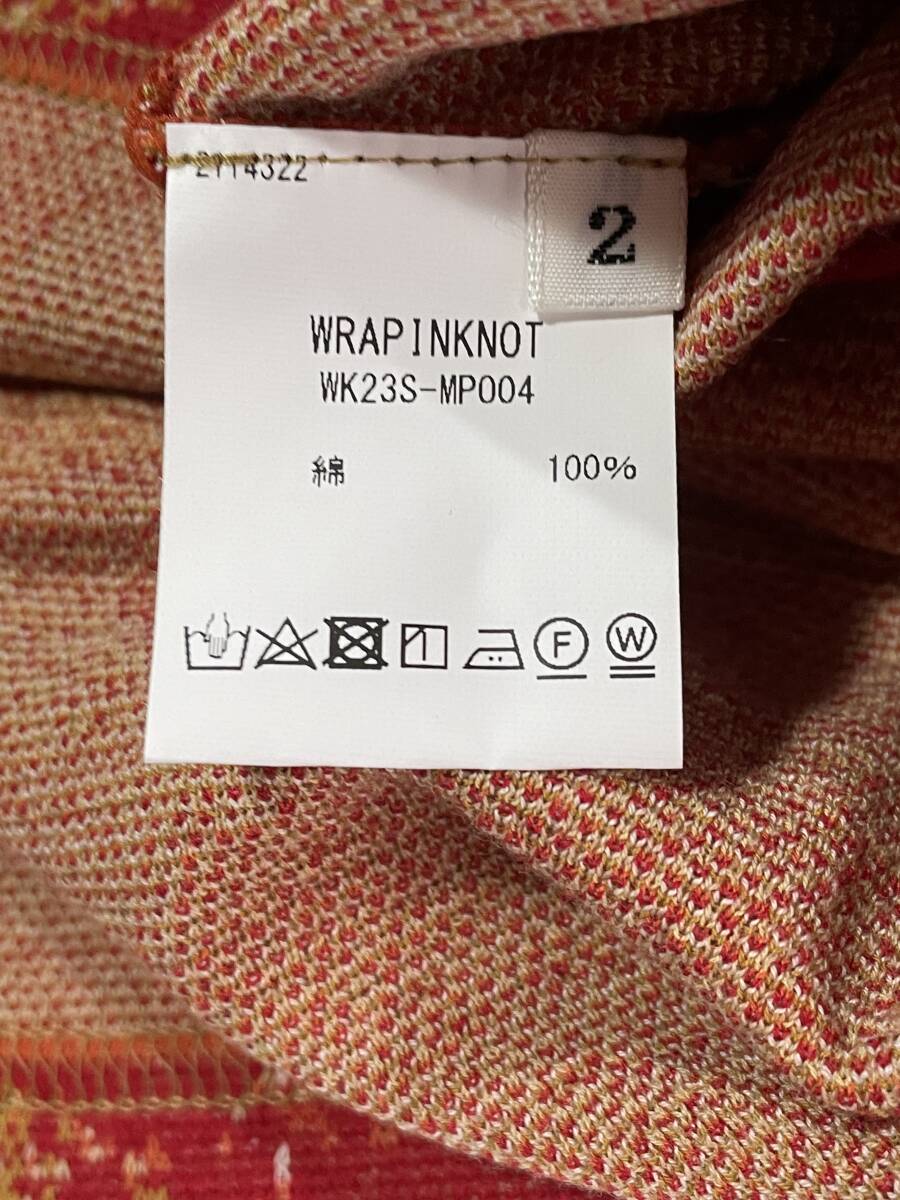 2
WRAPINKNOT
WK23S-MP004
綿 100%
F W